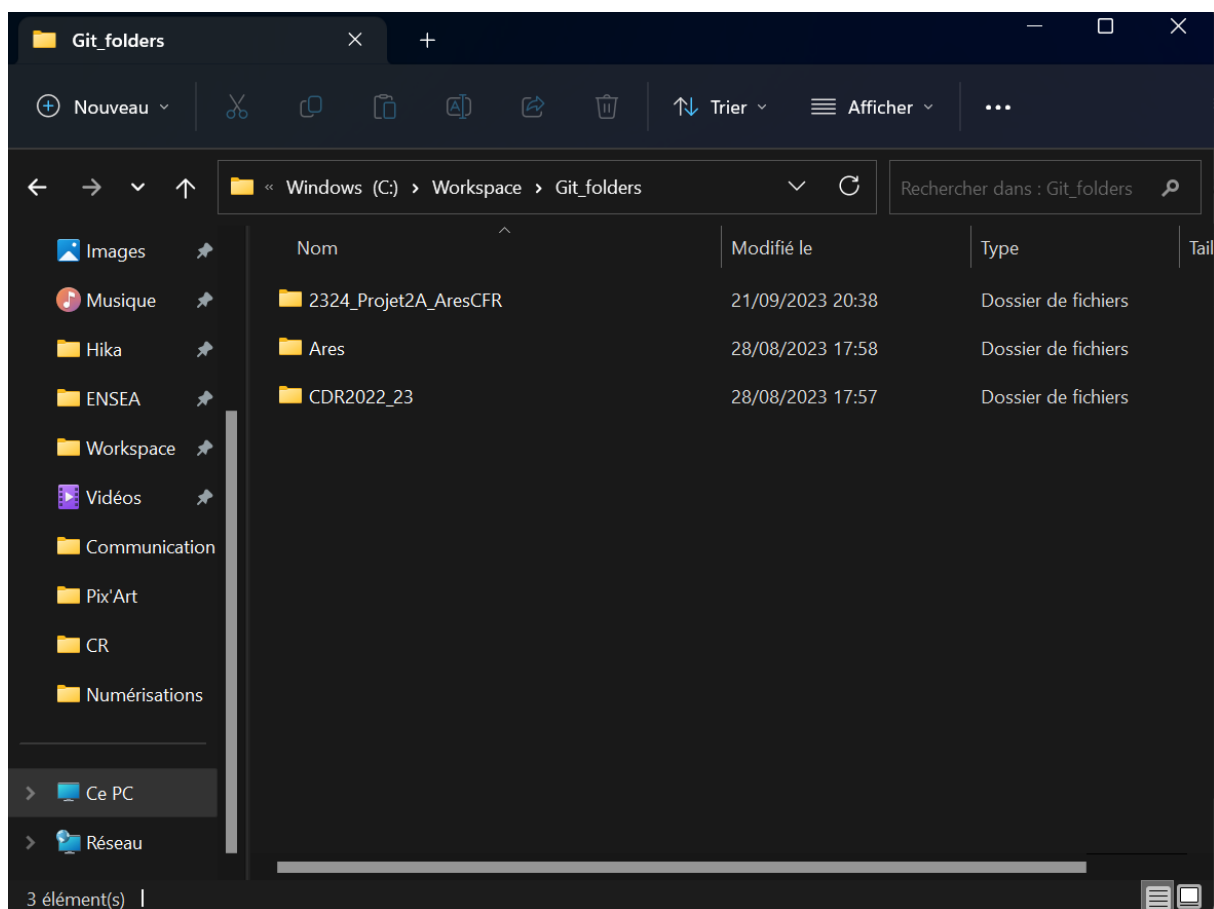 Git_folders
Nouveau
Trier
Afficher
« Windows (C:) > Workspace > Git_folders
Rechercher dans : Git_folders
Images
Musique
Hika
ENSEA
Workspace
Vidéos
Communication
Pix'Art
CR
Numérisations
Ce PC
Réseau
Nom Modifié le Type Tail
2324_Projet2A_AresCFR 21/09/2023 20:38 Dossier de fichiers
Ares 28/08/2023 17:58 Dossier de fichiers
CDR2022_23 28/08/2023 17:57 Dossier de fichiers
3 élément(s)